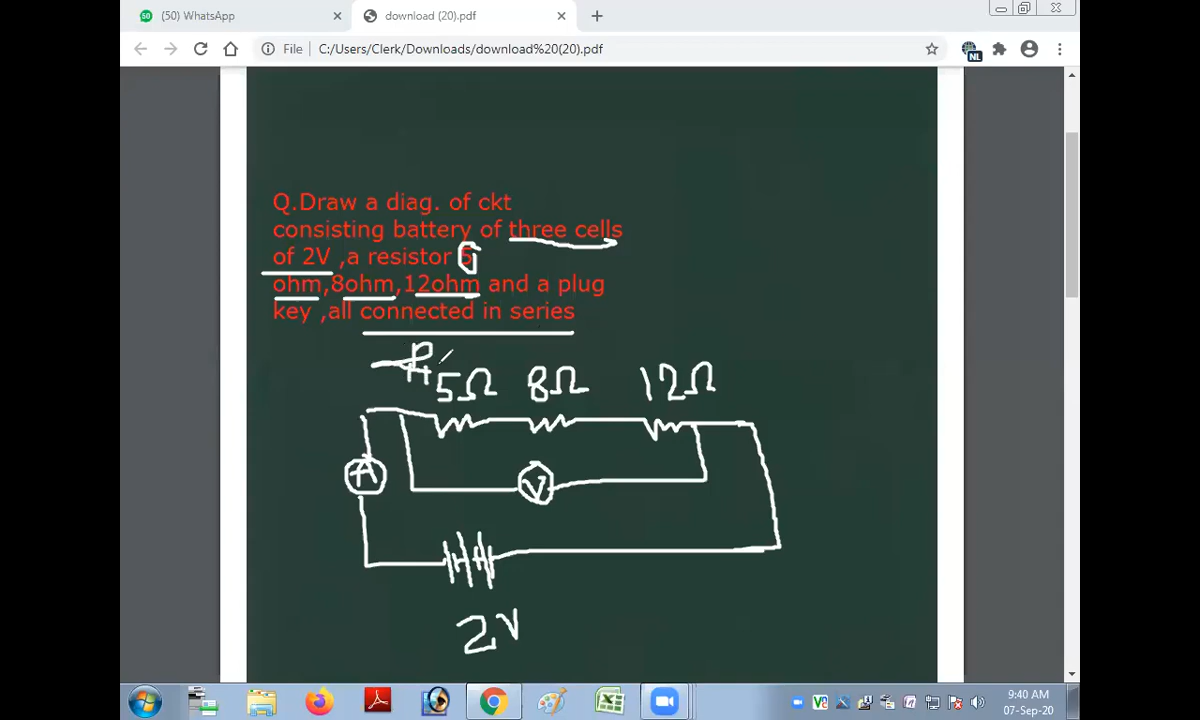 (50) WhatsApp
download (20).pdf
File
C:/Users/Clerk/Downloads/download%20(20).pdf
NL
Q.Draw a diag. of ckt
consisting battery of three cells
of 2V ,a resistor 5
ohm,8ohm,12ohm and a plug
key ,all connected in series
5Ω 8Ω 12Ω
A
V
2V
9:40 AM
07-Sep-20